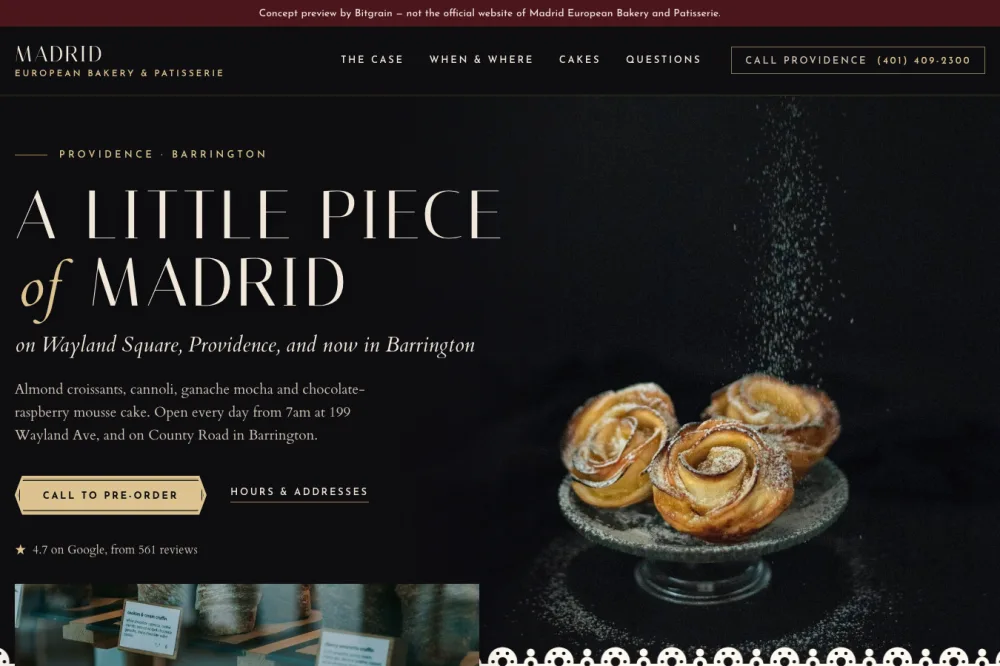 Concept preview by Bitgrain — not the official website of Madrid European Bakery and Patisserie.
MADRID
EUROPEAN BAKERY & PATISSERIE
THE CASE
WHEN & WHERE
CAKES
QUESTIONS
CALL PROVIDENCE (401) 409-2300
PROVIDENCE · BARRINGTON
A LITTLE PIECE
of MADRID
on Wayland Square, Providence, and now in Barrington
Almond croissants, cannoli, ganache mocha and chocolate-
raspberry mousse cake. Open every day from 7am at 199
Wayland Ave, and on County Road in Barrington.
CALL TO PRE-ORDER
HOURS & ADDRESSES
★ 4.7 on Google, from 561 reviews